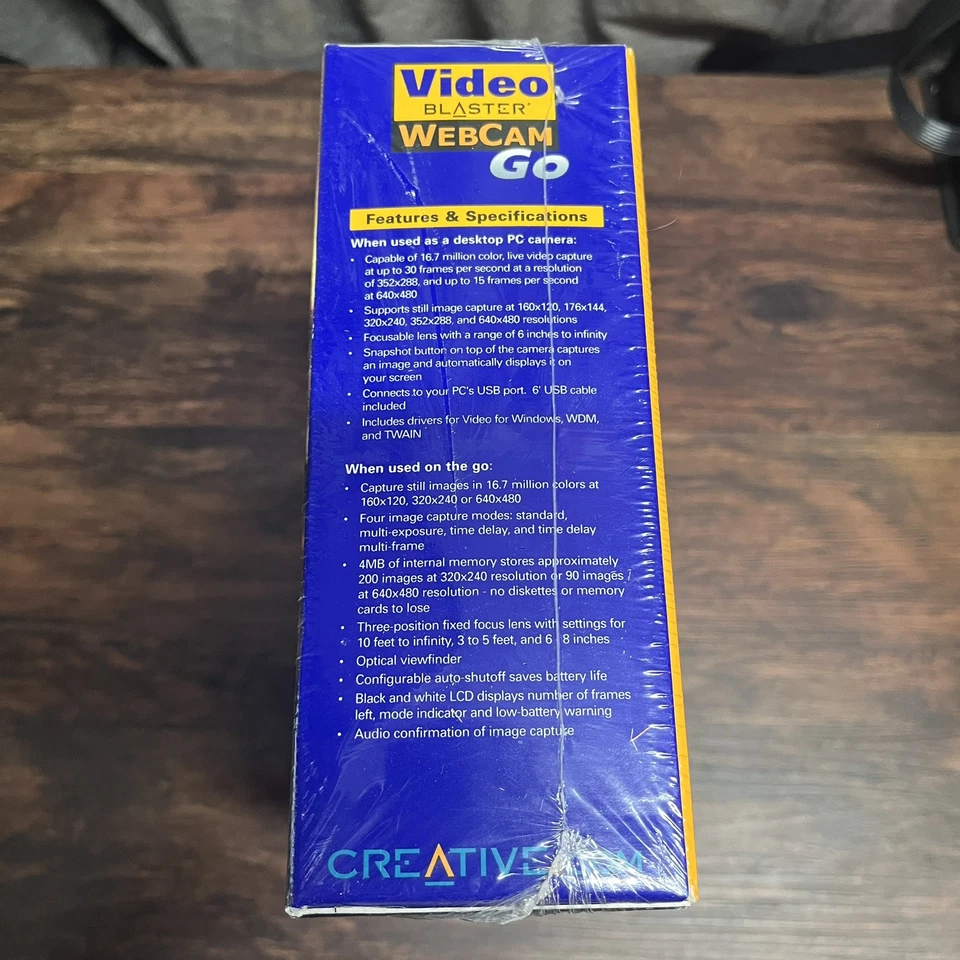 Video
BLASTER®
WEBCAM
Go
Features & Specifications
When used as a desktop PC camera:
• Capable of 16.7 million color, live video capture
at up to 30 frames per second at a resolution
of 352x288, and up to 15 frames per second
at 640x480
• Supports still image capture at 160x120, 176x144,
320x240, 352x288, and 640x480 resolutions
• Focusable lens with a range of 6 inches to infinity
• Snapshot button on top of the camera captures
an image and automatically displays it on
your screen
• Connects to your PC's USB port. 6' USB cable
included
• Includes drivers for Video for Windows, WDM,
and TWAIN
When used on the go:
• Capture still images in 16.7 million colors at
160x120, 320x240 or 640x480
• Four image capture modes: standard,
multi-exposure, time delay, and time delay
multi-frame
• 4MB of internal memory stores approximately
200 images at 320x240 resolution or 90 images
at 640x480 resolution - no diskettes or memory
cards to lose
• Three-position fixed focus lens with settings for
10 feet to infinity, 3 to 5 feet, and 6 8 inches
• Optical viewfinder
• Configurable auto-shutoff saves battery life
• Black and white LCD displays number of frames
left, mode indicator and low-battery warning
• Audio confirmation of image capture
CREATIVE